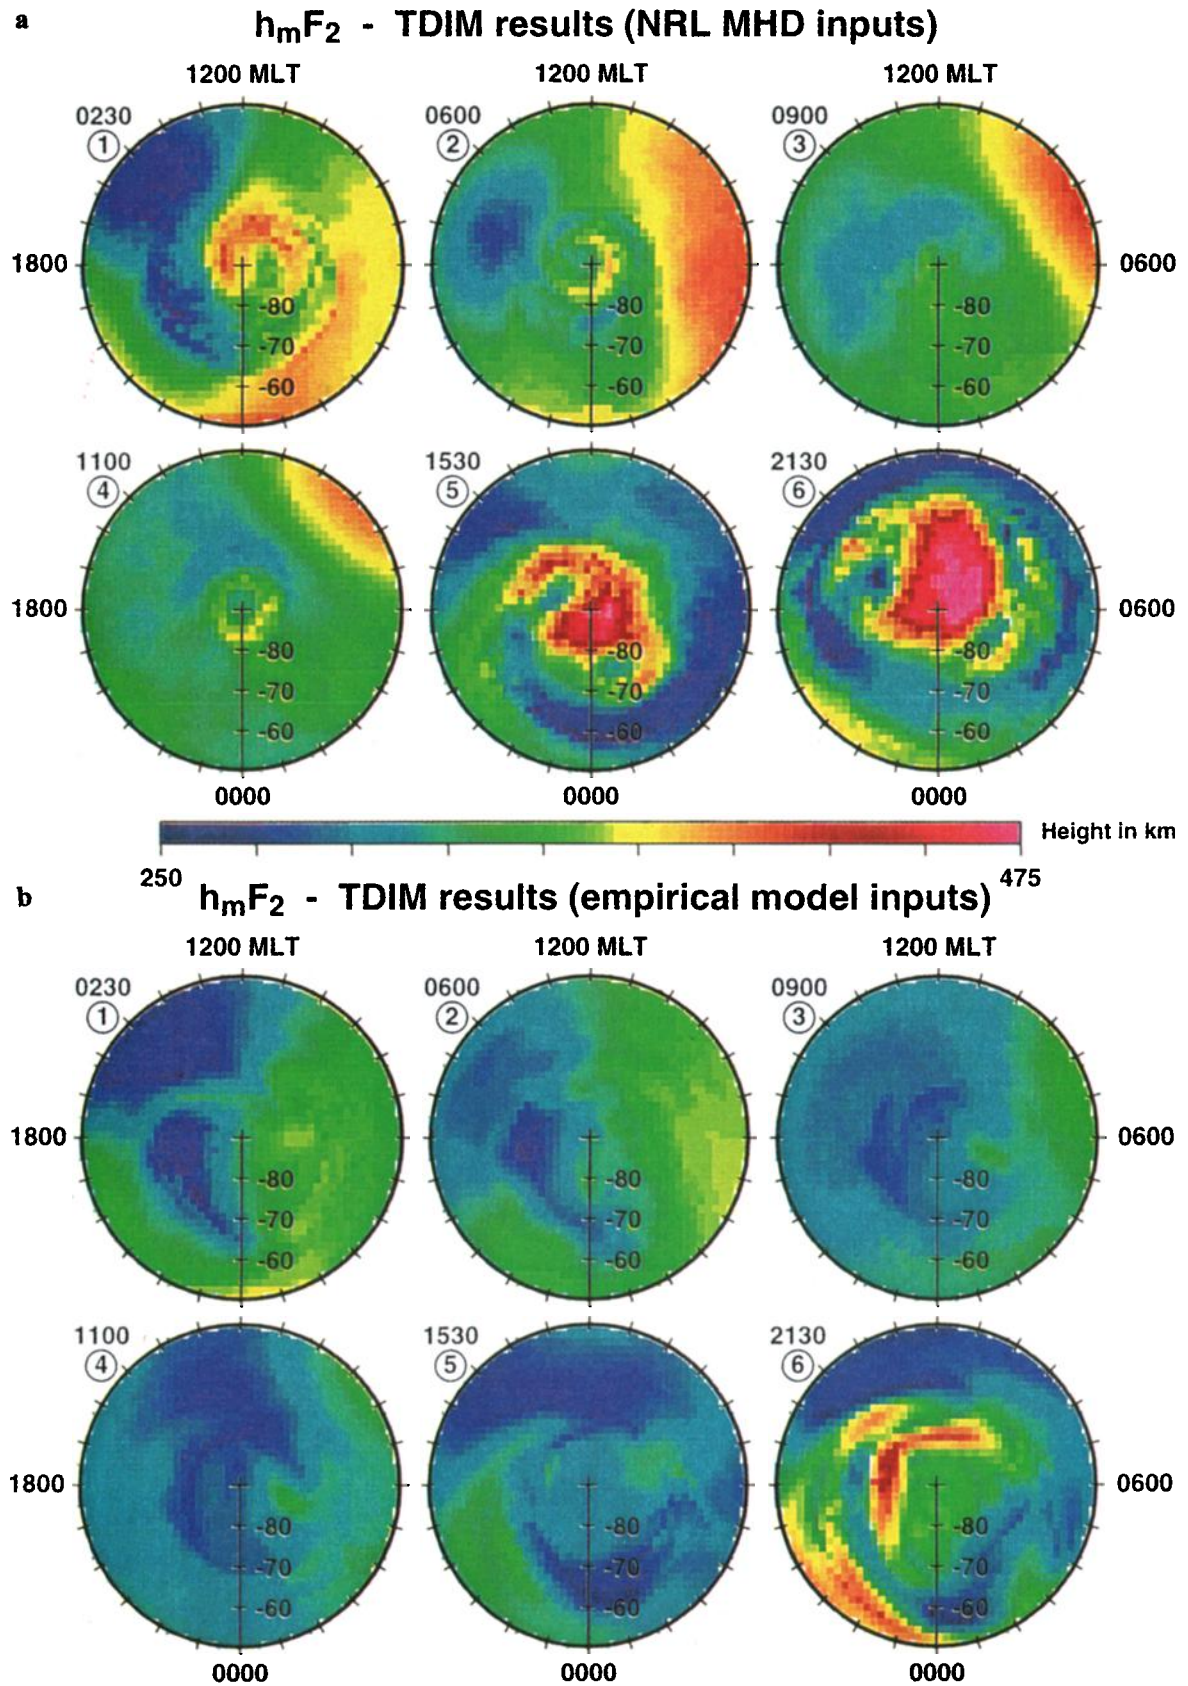 a
hmF2 - TDIM results (NRL MHD inputs)
1200 MLT 1200 MLT 1200 MLT
0230 0600 0900
1 2 3
1800 0600
-80 -80 -80
-70 -70 -70
-60 -60 -60
1100 1530 2130
4 5 6
1800 1800 0600
-80 -80 -80
-70 -70 -70
-60 -60 -60
0000 0000 0000
Height in km
250 475
b
hmF2 - TDIM results (empirical model inputs)
1200 MLT 1200 MLT 1200 MLT
0230 0600 0900
1 2 3
1800 0600
-80 -80 -80
-70 -70 -70
-60 -60 -60
1100 1530 2130
4 5 6
1800 0600
-80 -80 -80
-70 -70 -70
-60 -60 -60
0000 0000 0000